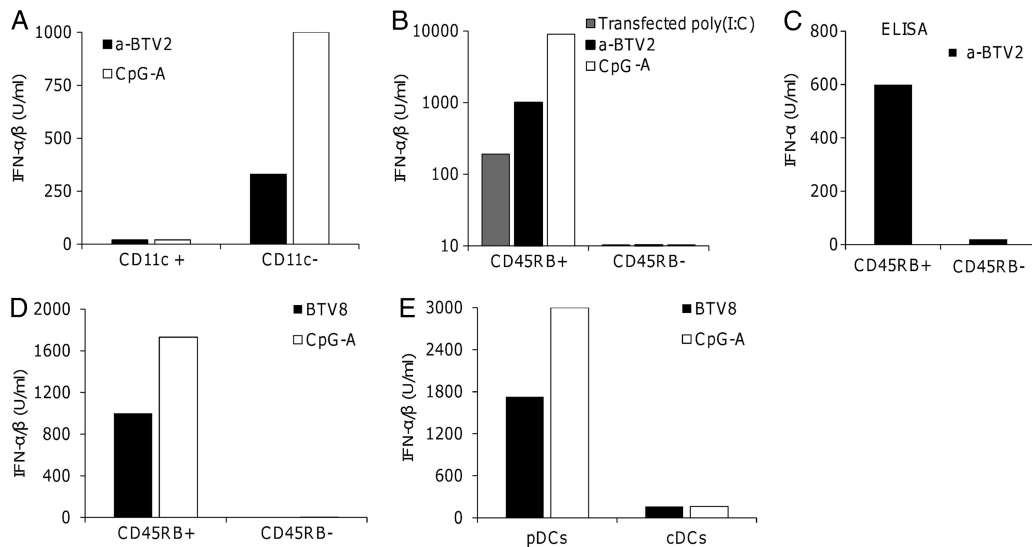 A
a-BTV2
CpG-A
IFN-α/β (U/ml)
1000
750
500
250
0
CD11c +
CD11c-
B
Transfected poly(I:C)
a-BTV2
CpG-A
IFN-α/β (U/ml)
10000
1000
100
10
CD45RB+
CD45RB-
C
ELISA
a-BTV2
IFN-α (U/ml)
800
600
400
200
0
CD45RB+
CD45RB-
D
BTV8
CpG-A
IFN-α/β (U/ml)
2000
1600
1200
800
400
0
CD45RB+
CD45RB-
E
BTV8
CpG-A
IFN-α/β (U/ml)
3000
2400
1800
1200
600
0
pDCs
cDCs